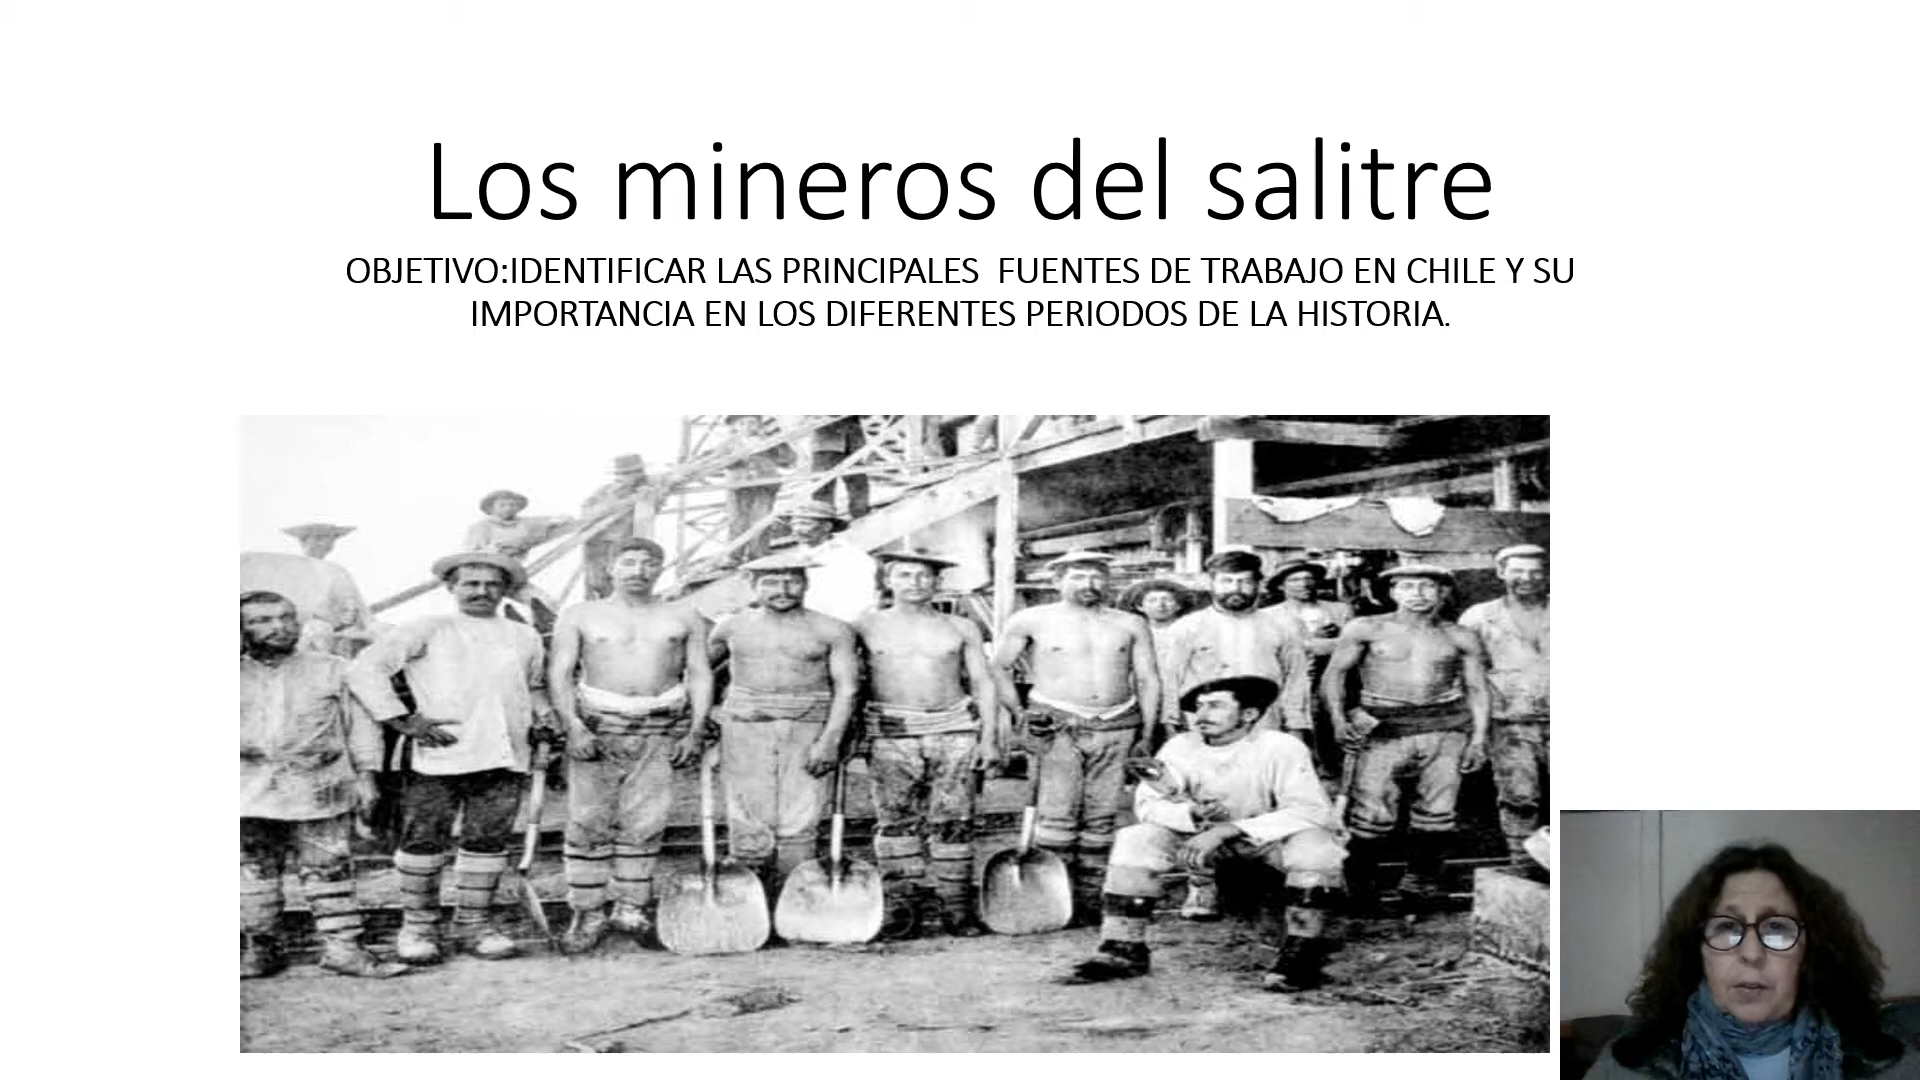 Los mineros del salitre
OBJETIVO:IDENTIFICAR LAS PRINCIPALES  FUENTES DE TRABAJO EN CHILE Y SU
IMPORTANCIA EN LOS DIFERENTES PERIODOS DE LA HISTORIA.